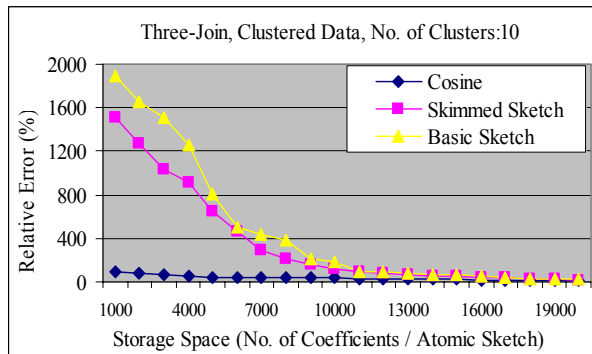 Three-Join, Clustered Data, No. of Clusters:10
Relative Error (%)
2000
1600
1200
800
400
0
Cosine
Skimmed Sketch
Basic Sketch
1000 4000 7000 10000 13000 16000 19000
Storage Space (No. of Coefficients / Atomic Sketch)